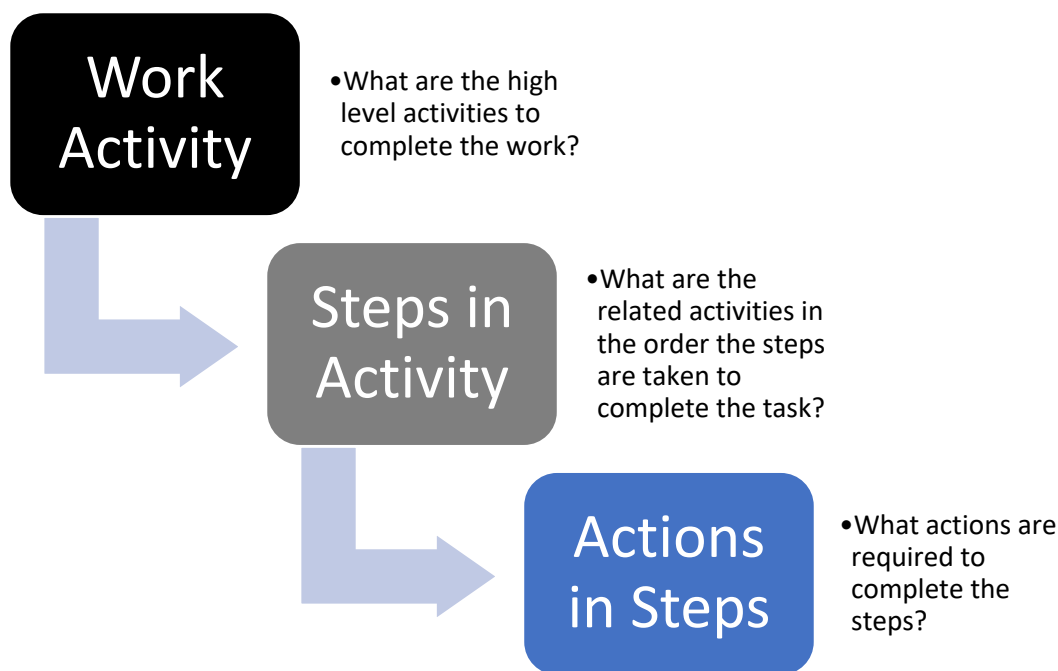 Work
Activity
•What are the high
level activities to
complete the work?
Steps in
Activity
•What are the
related activities in
the order the steps
are taken to
complete the task?
Actions
in Steps
•What actions are
required to
complete the
steps?